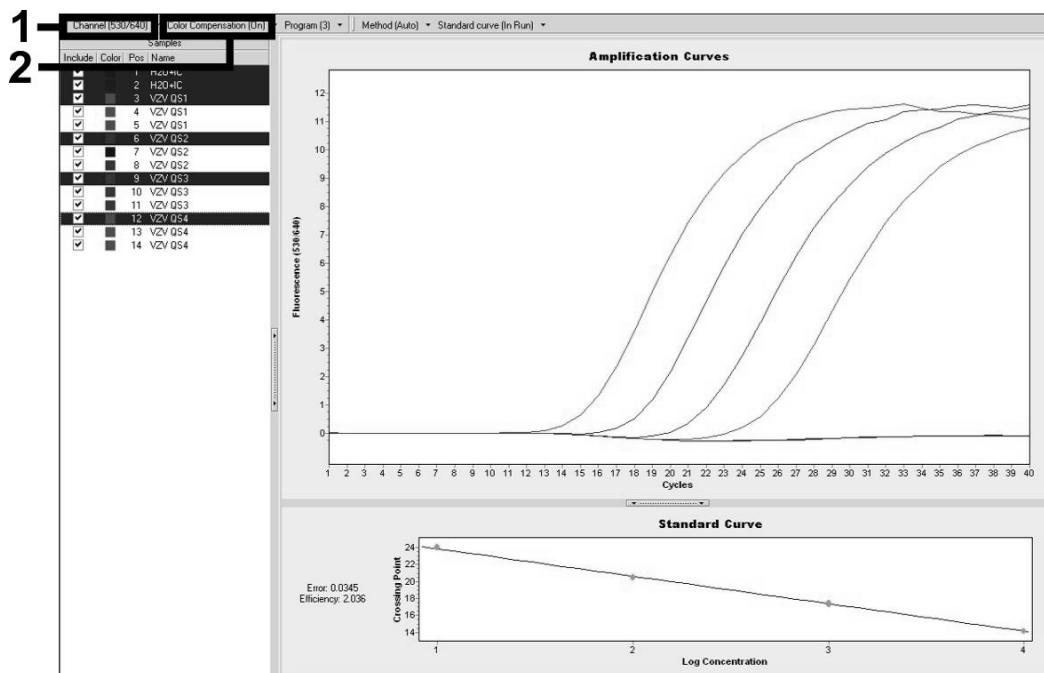 1 Channel (530/640) Color Compensation (On) Program (3) Method (Auto) Standard curve (In Run)
2
Samples
Include Color Pos Name
1 H2O+IC
2 H2O+IC
3 VZV QS1
4 VZV QS1
5 VZV QS1
6 VZV QS2
7 VZV QS2
8 VZV QS2
9 VZV QS3
10 VZV QS3
11 VZV QS3
12 VZV QS4
13 VZV QS4
14 VZV QS4
Amplification Curves
Fluorescence (530/640)
12
11
10
9
8
7
6
5
4
3
2
1
0
1 2 3 4 5 6 7 8 9 10 11 12 13 14 15 16 17 18 19 20 21 22 23 24 25 26 27 28 29 30 31 32 33 34 35 36 37 38 39 40
Cycles
Standard Curve
Error: 0.0345
Efficiency: 2.036
Crossing Point
24
22
20
18
16
14
1 2 3 4
Log Concentration